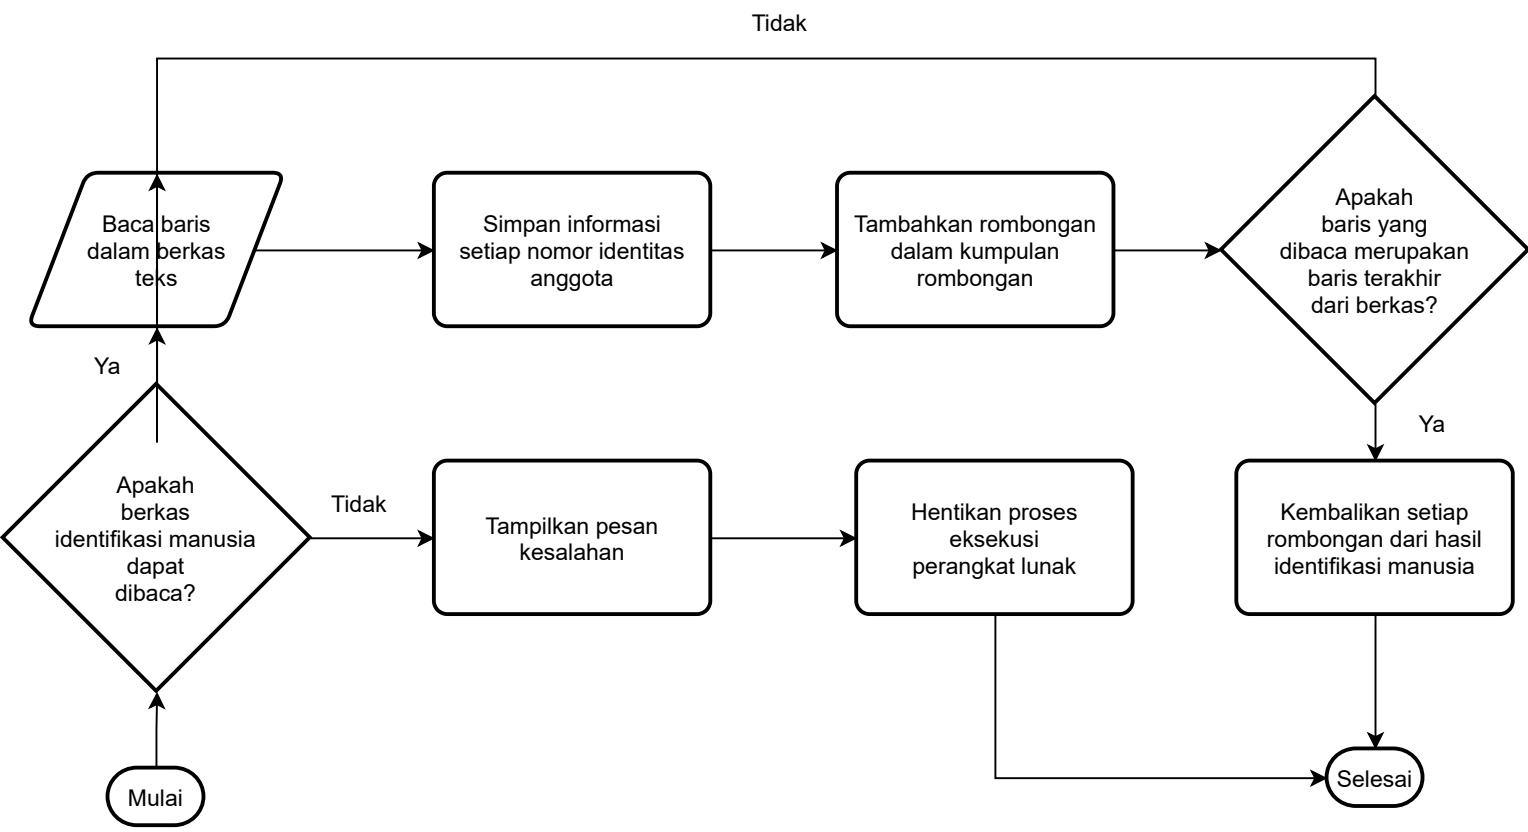 Tidak
Baca baris
dalam berkas
teks
Simpan informasi
setiap nomor identitas
anggota
Tambahkan rombongan
dalam kumpulan
rombongan
Apakah
baris yang
dibaca merupakan
baris terakhir
dari berkas?
Ya
Ya
Apakah
berkas
identifikasi manusia
dapat
dibaca?
Tidak
Tampilkan pesan
kesalahan
Hentikan proses
eksekusi
perangkat lunak
Kembalikan setiap
rombongan dari hasil
identifikasi manusia
Mulai
Selesai